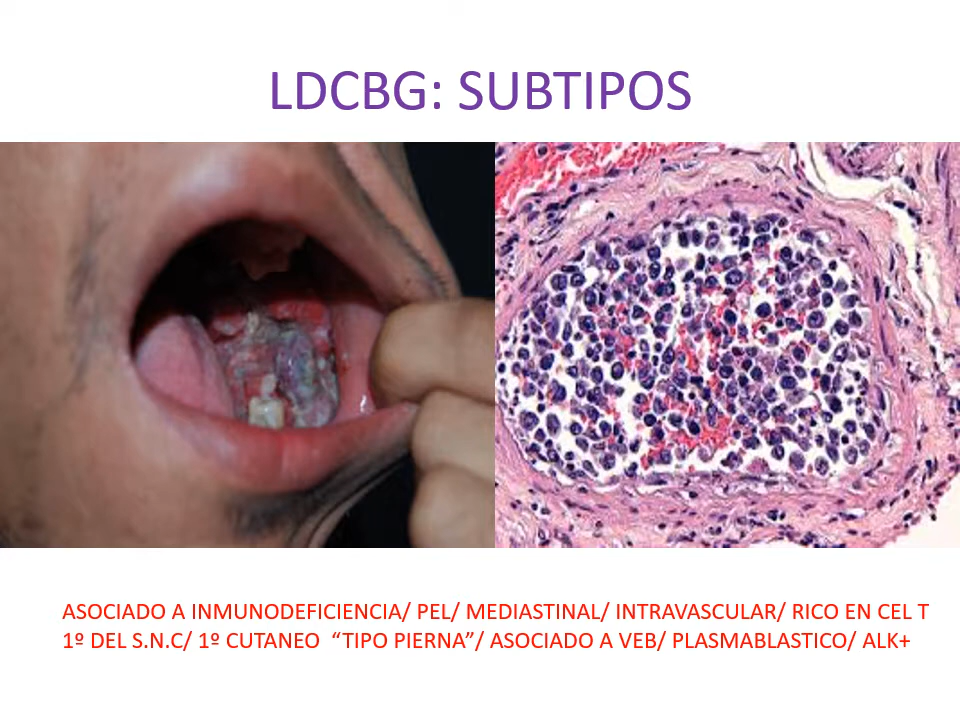 LDCBG: SUBTIPOS
ASOCIADO A INMUNODEFICIENCIA/ PEL/ MEDIASTINAL/ INTRAVASCULAR/ RICO EN CEL T
1º DEL S.N.C/ 1º CUTANEO “TIPO PIERNA”/ ASOCIADO A VEB/ PLASMABLASTICO/ ALK+